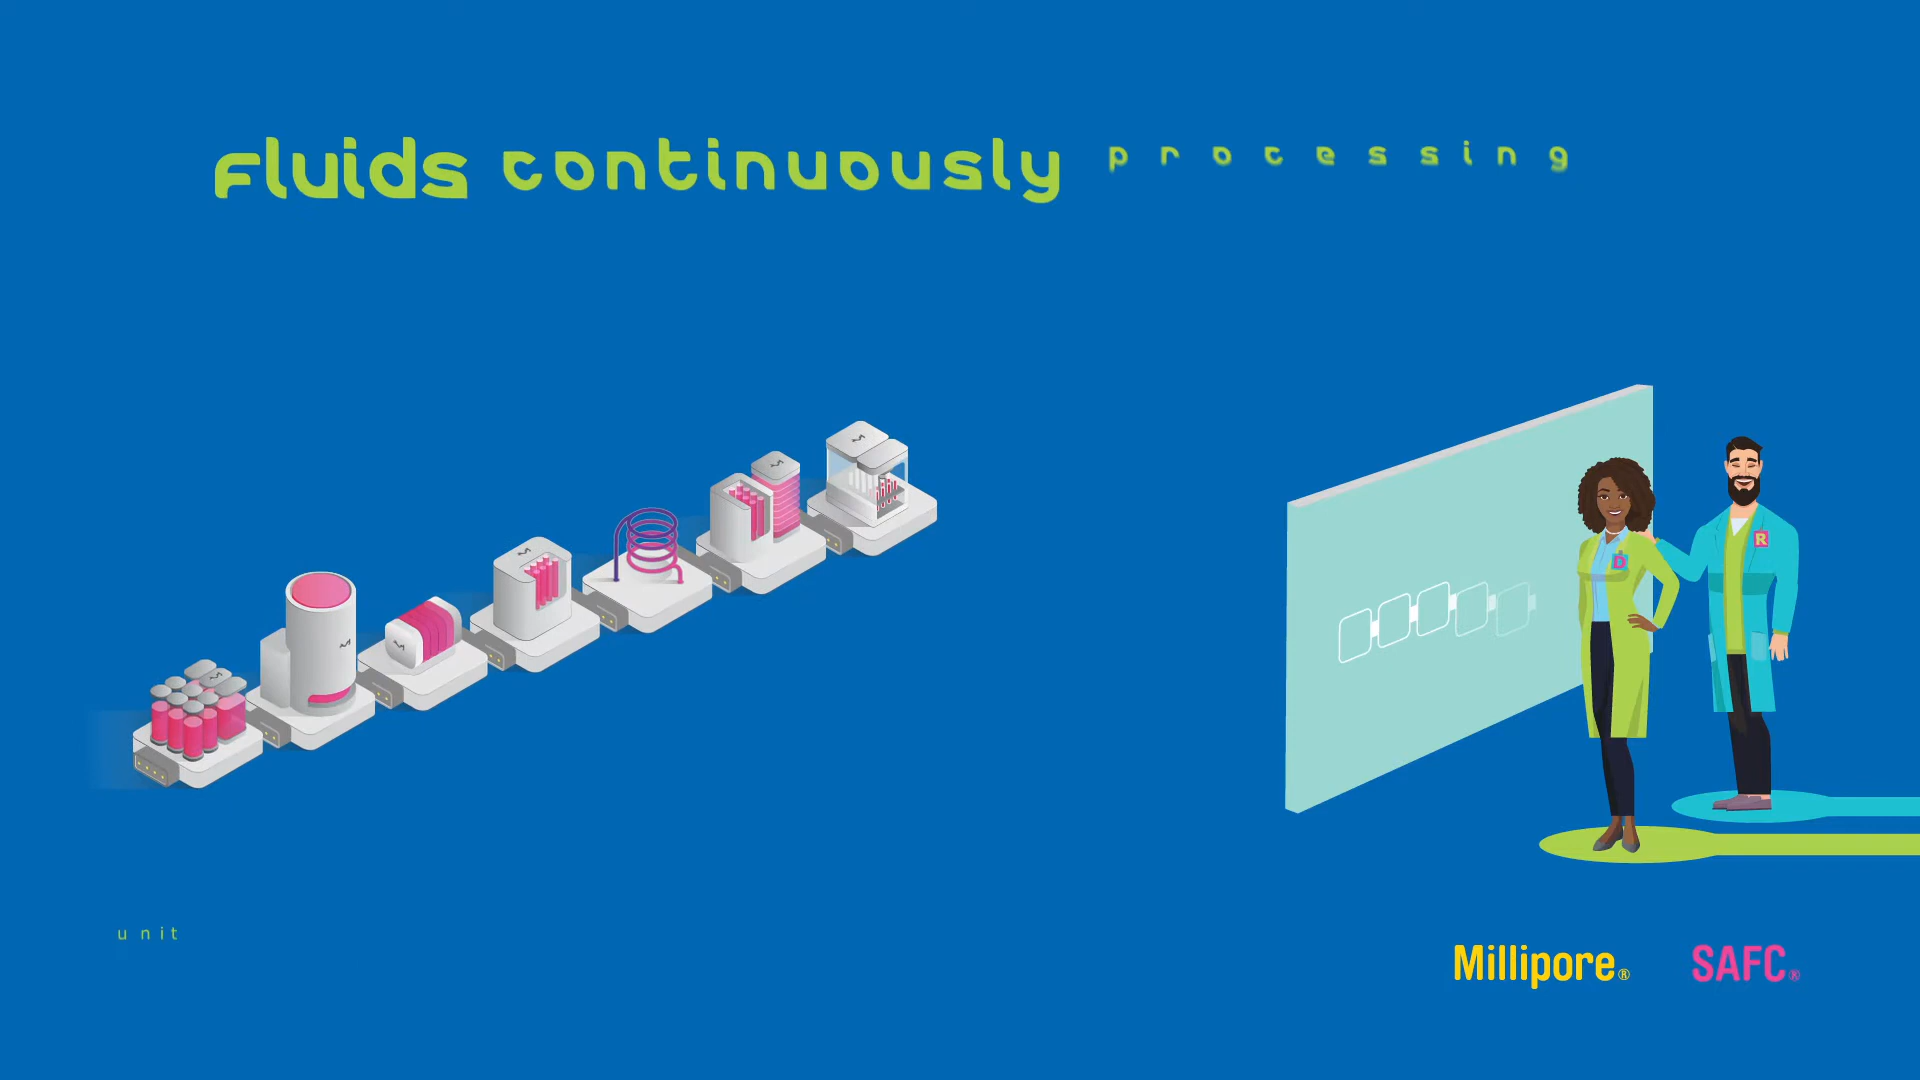 Fluids continuously processing
D
R
unit
Millipore®
SAFC®